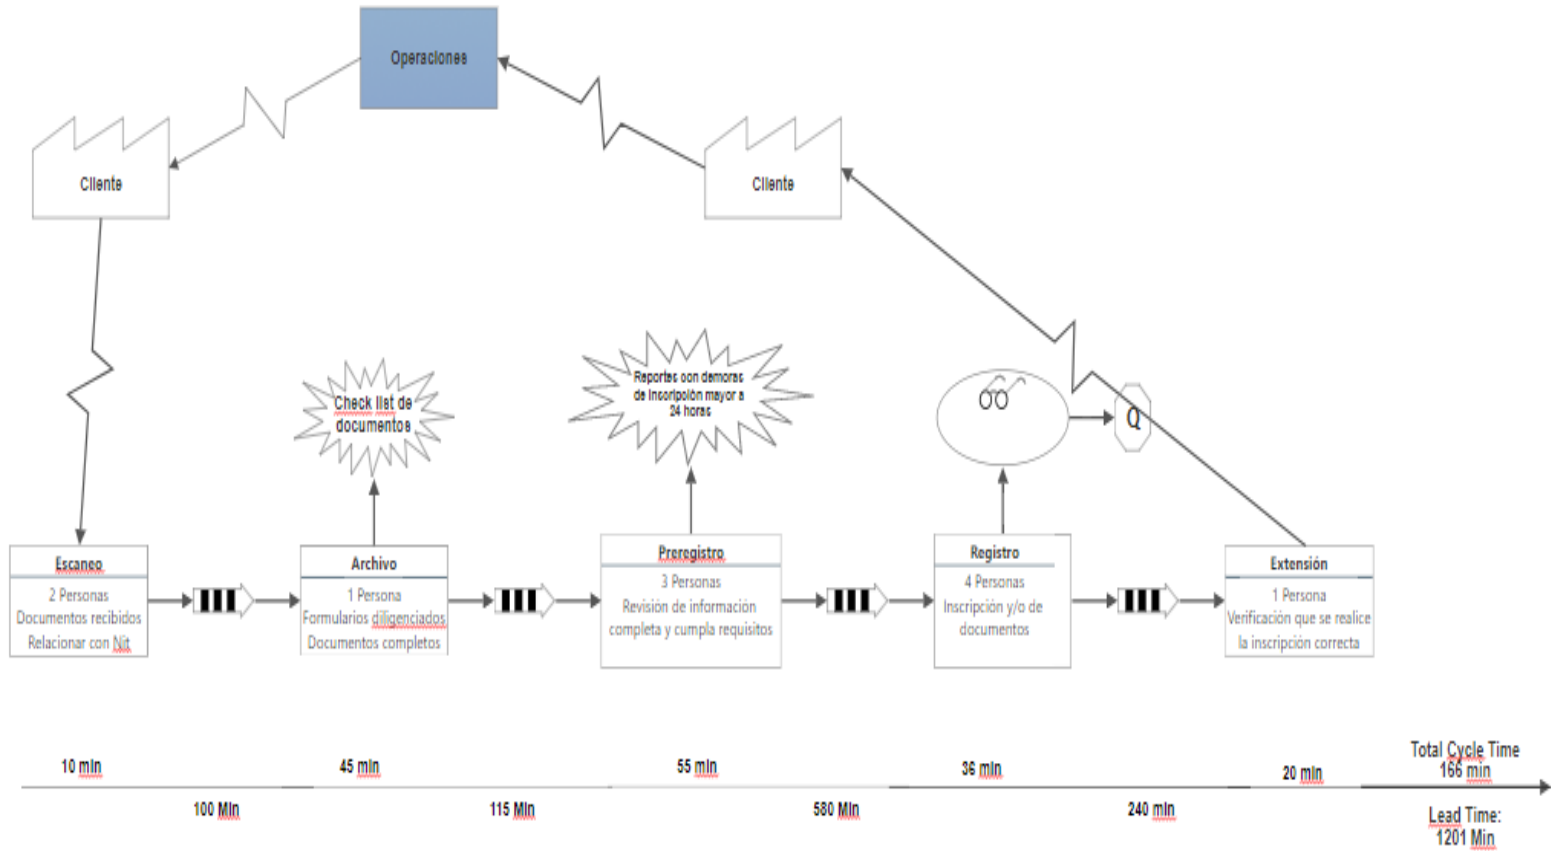 Operaciones
Cliente
Cliente
Check list de
documentos
Reportes con demoras
de inscripción mayor a
24 horas
Q
Escaneo
2 Personas
Documentos recibidos
Relacionar con Nit
Archivo
1 Persona
Formularios diligenciados
Documentos completos
Preregistro
3 Personas
Revisión de información
completa y cumpla requisitos
Registro
4 Personas
Inscripción y/o de
documentos
Extensión
1 Persona
Verificación que se realice
la inscripción correcta
10 min
45 min
55 min
36 min
20 min
Total Cycle Time
166 min
100 Min
115 Min
580 Min
240 min
Lead Time:
1201 Min